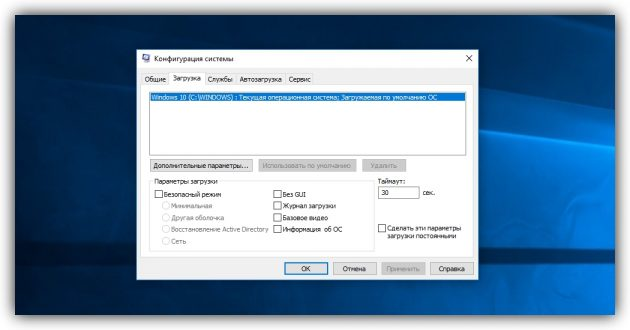 Конфигурация системы
Общие Загрузка Службы Автозагрузка Сервис
Windows 10 (C:\WINDOWS) : Текущая операционная система; Загружаемая по умолчанию ОС
Дополнительные параметры... Использовать по умолчанию Удалить
Параметры загрузки
Таймаут:
Безопасный режим
Без GUI
30 сек.
Минимальная
Журнал загрузки
Другая оболочка
Базовое видео
Восстановление Active Directory
Информация об ОС
Сделать эти параметры
загрузки постоянными
Сеть
OK Отмена Применить Справка